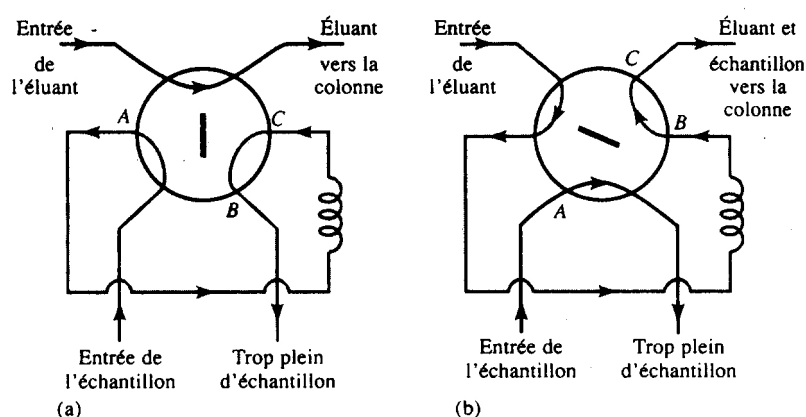 Entrée
de
l'éluant
Éluant
vers la
colonne
A
C
B
Entrée de
l'échantillon
Trop plein
d'échantillon
(a)
Entrée
de
l'éluant
Éluant et
échantillon
vers la
colonne
C
B
A
Entrée de
l'échantillon
Trop plein
d'échantillon
(b)